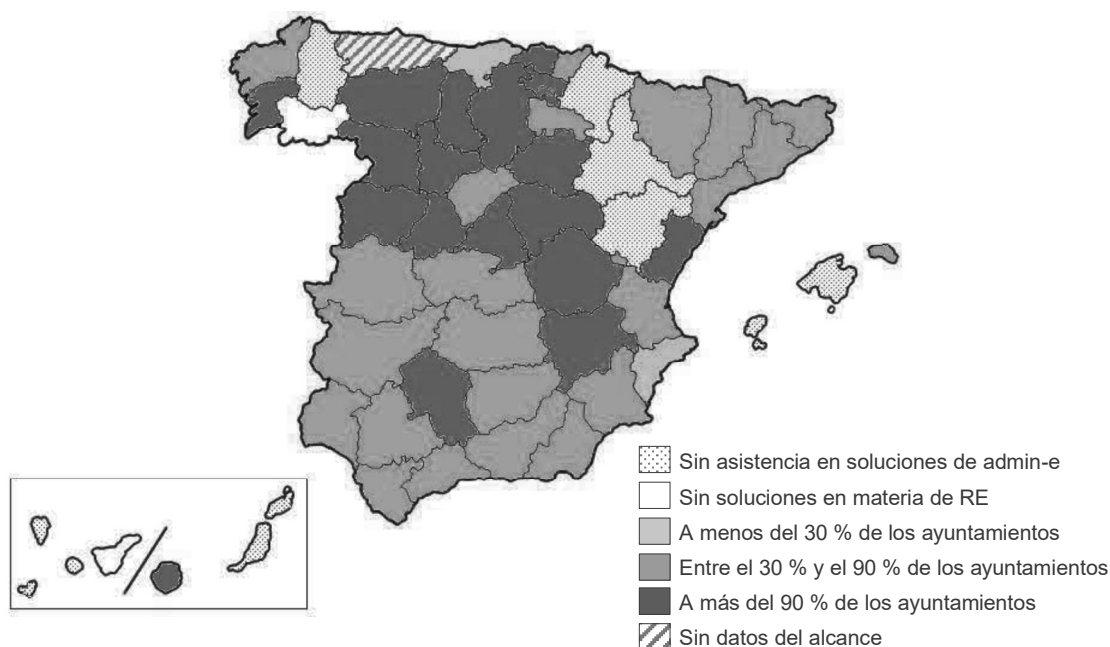 Sin asistencia en soluciones de admin-e
Sin soluciones en materia de RE
A menos del 30 % de los ayuntamientos
Entre el 30 % y el 90 % de los ayuntamientos
A más del 90 % de los ayuntamientos
Sin datos del alcance